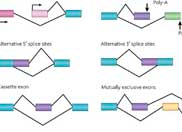 Poly-A
Alternative 5' splice sites
Alternative 3' splice sites
Cassette exon
Mutually exclusive exons